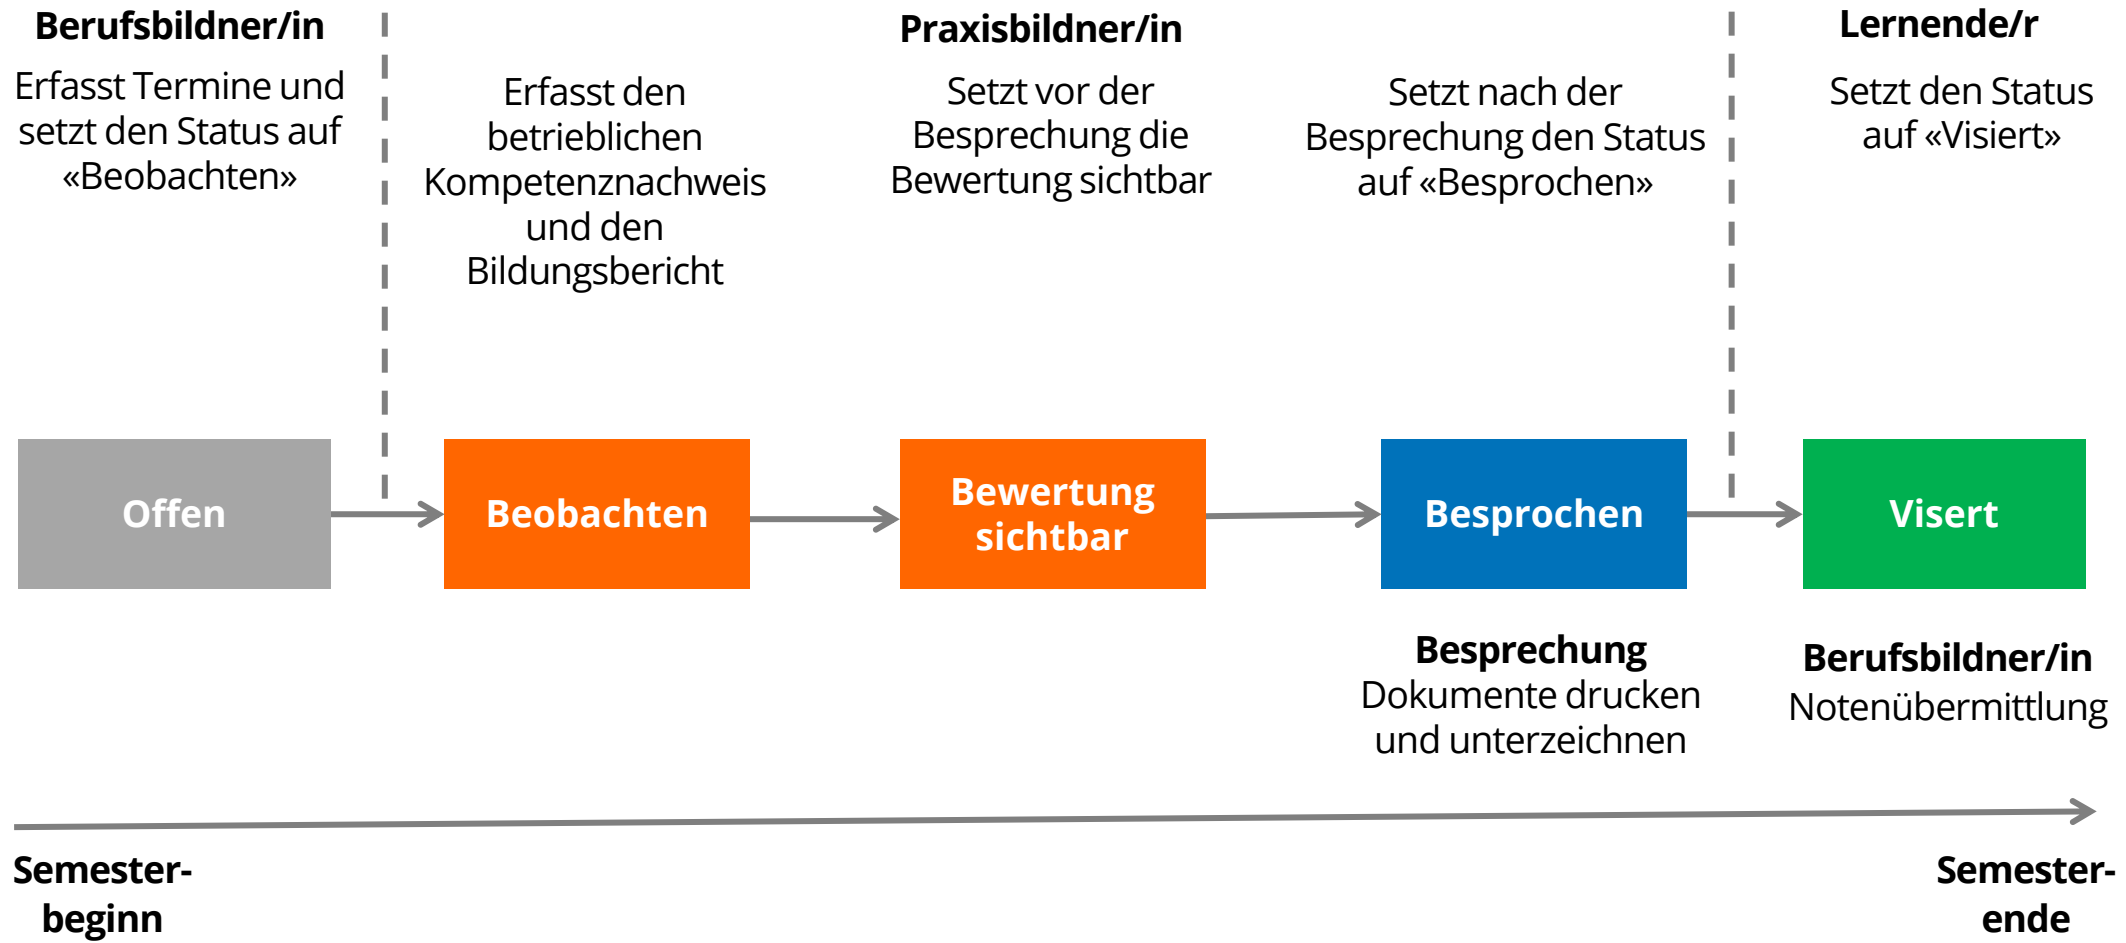 Berufsbildner/in
Erfasst Termine und
setzt den Status auf
«Beobachten»
Erfasst den
betrieblichen
Kompetenznachweis
und den
Bildungsbericht
Praxisbildner/in
Setzt vor der
Besprechung die
Bewertung sichtbar
Setzt nach der
Besprechung den Status
auf «Besprochen»
Lernende/r
Setzt den Status
auf «Visiert»
Offen
Beobachten
Bewertung
sichtbar
Besprochen
Visert
Besprechung
Dokumente drucken
und unterzeichnen
Berufsbildner/in
Notenübermittlung
Semester-
beginn
Semester-
ende